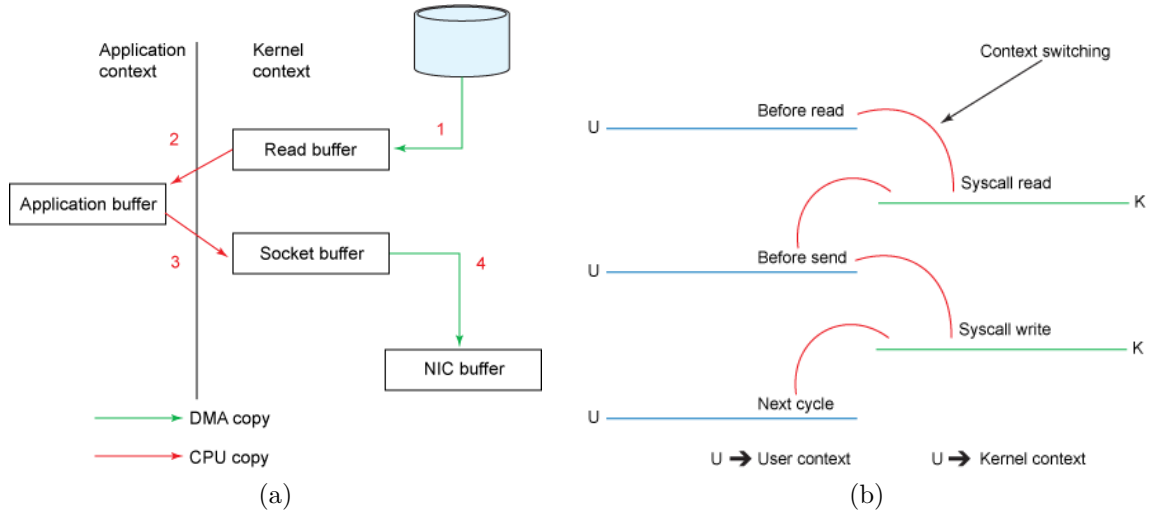 Application
context
Kernel
context
1
2
Read buffer
Application buffer
3
Socket buffer
4
NIC buffer
DMA copy
CPU copy
(a)
Context switching
Before read
U
Syscall read
K
Before send
U
Syscall write
K
Next cycle
U
U ➔ User context
U ➔ Kernel context
(b)